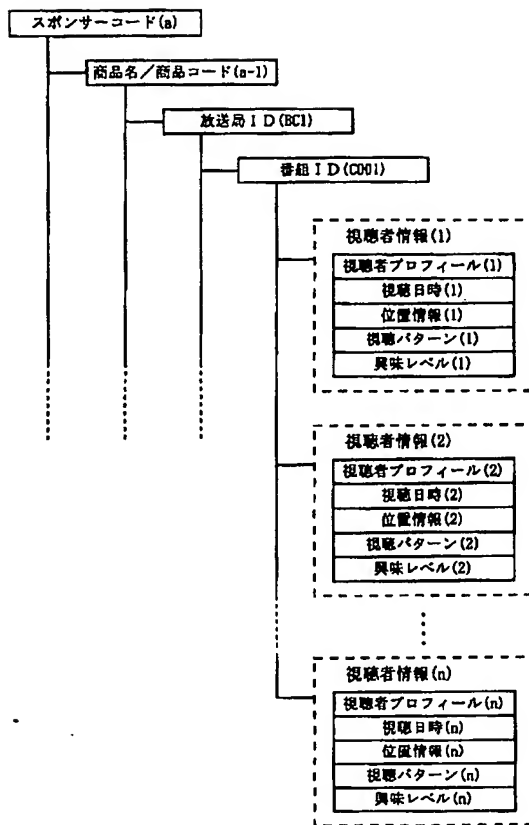 スポンサーコード(a)
商品名／商品コード(a-1)
放送局ID(BC1)
番組ID(C001)
視聴者情報(1)
視聴者プロフィール(1)
視聴日時(1)
位置情報(1)
視聴パターン(1)
興味レベル(1)
視聴者情報(2)
視聴者プロフィール(2)
視聴日時(2)
位置情報(2)
視聴パターン(2)
興味レベル(2)
視聴者情報(n)
視聴者プロフィール(n)
視聴日時(n)
位置情報(n)
視聴パターン(n)
興味レベル(n)